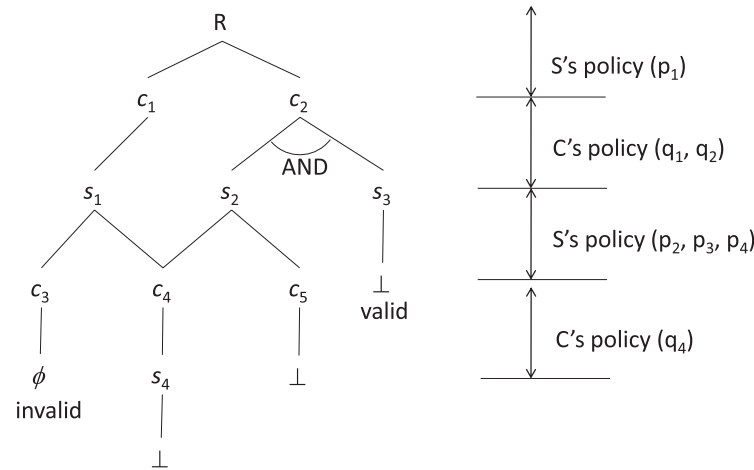 R
S's policy (p₁)
c₁ c₂
AND
C's policy (q₁, q₂)
s₁ s₂ s₃
S's policy (p₂, p₃, p₄)
c₃ c₄ c₅ ⊥
valid
C's policy (q₄)
ϕ s₄ ⊥
invalid
⊥